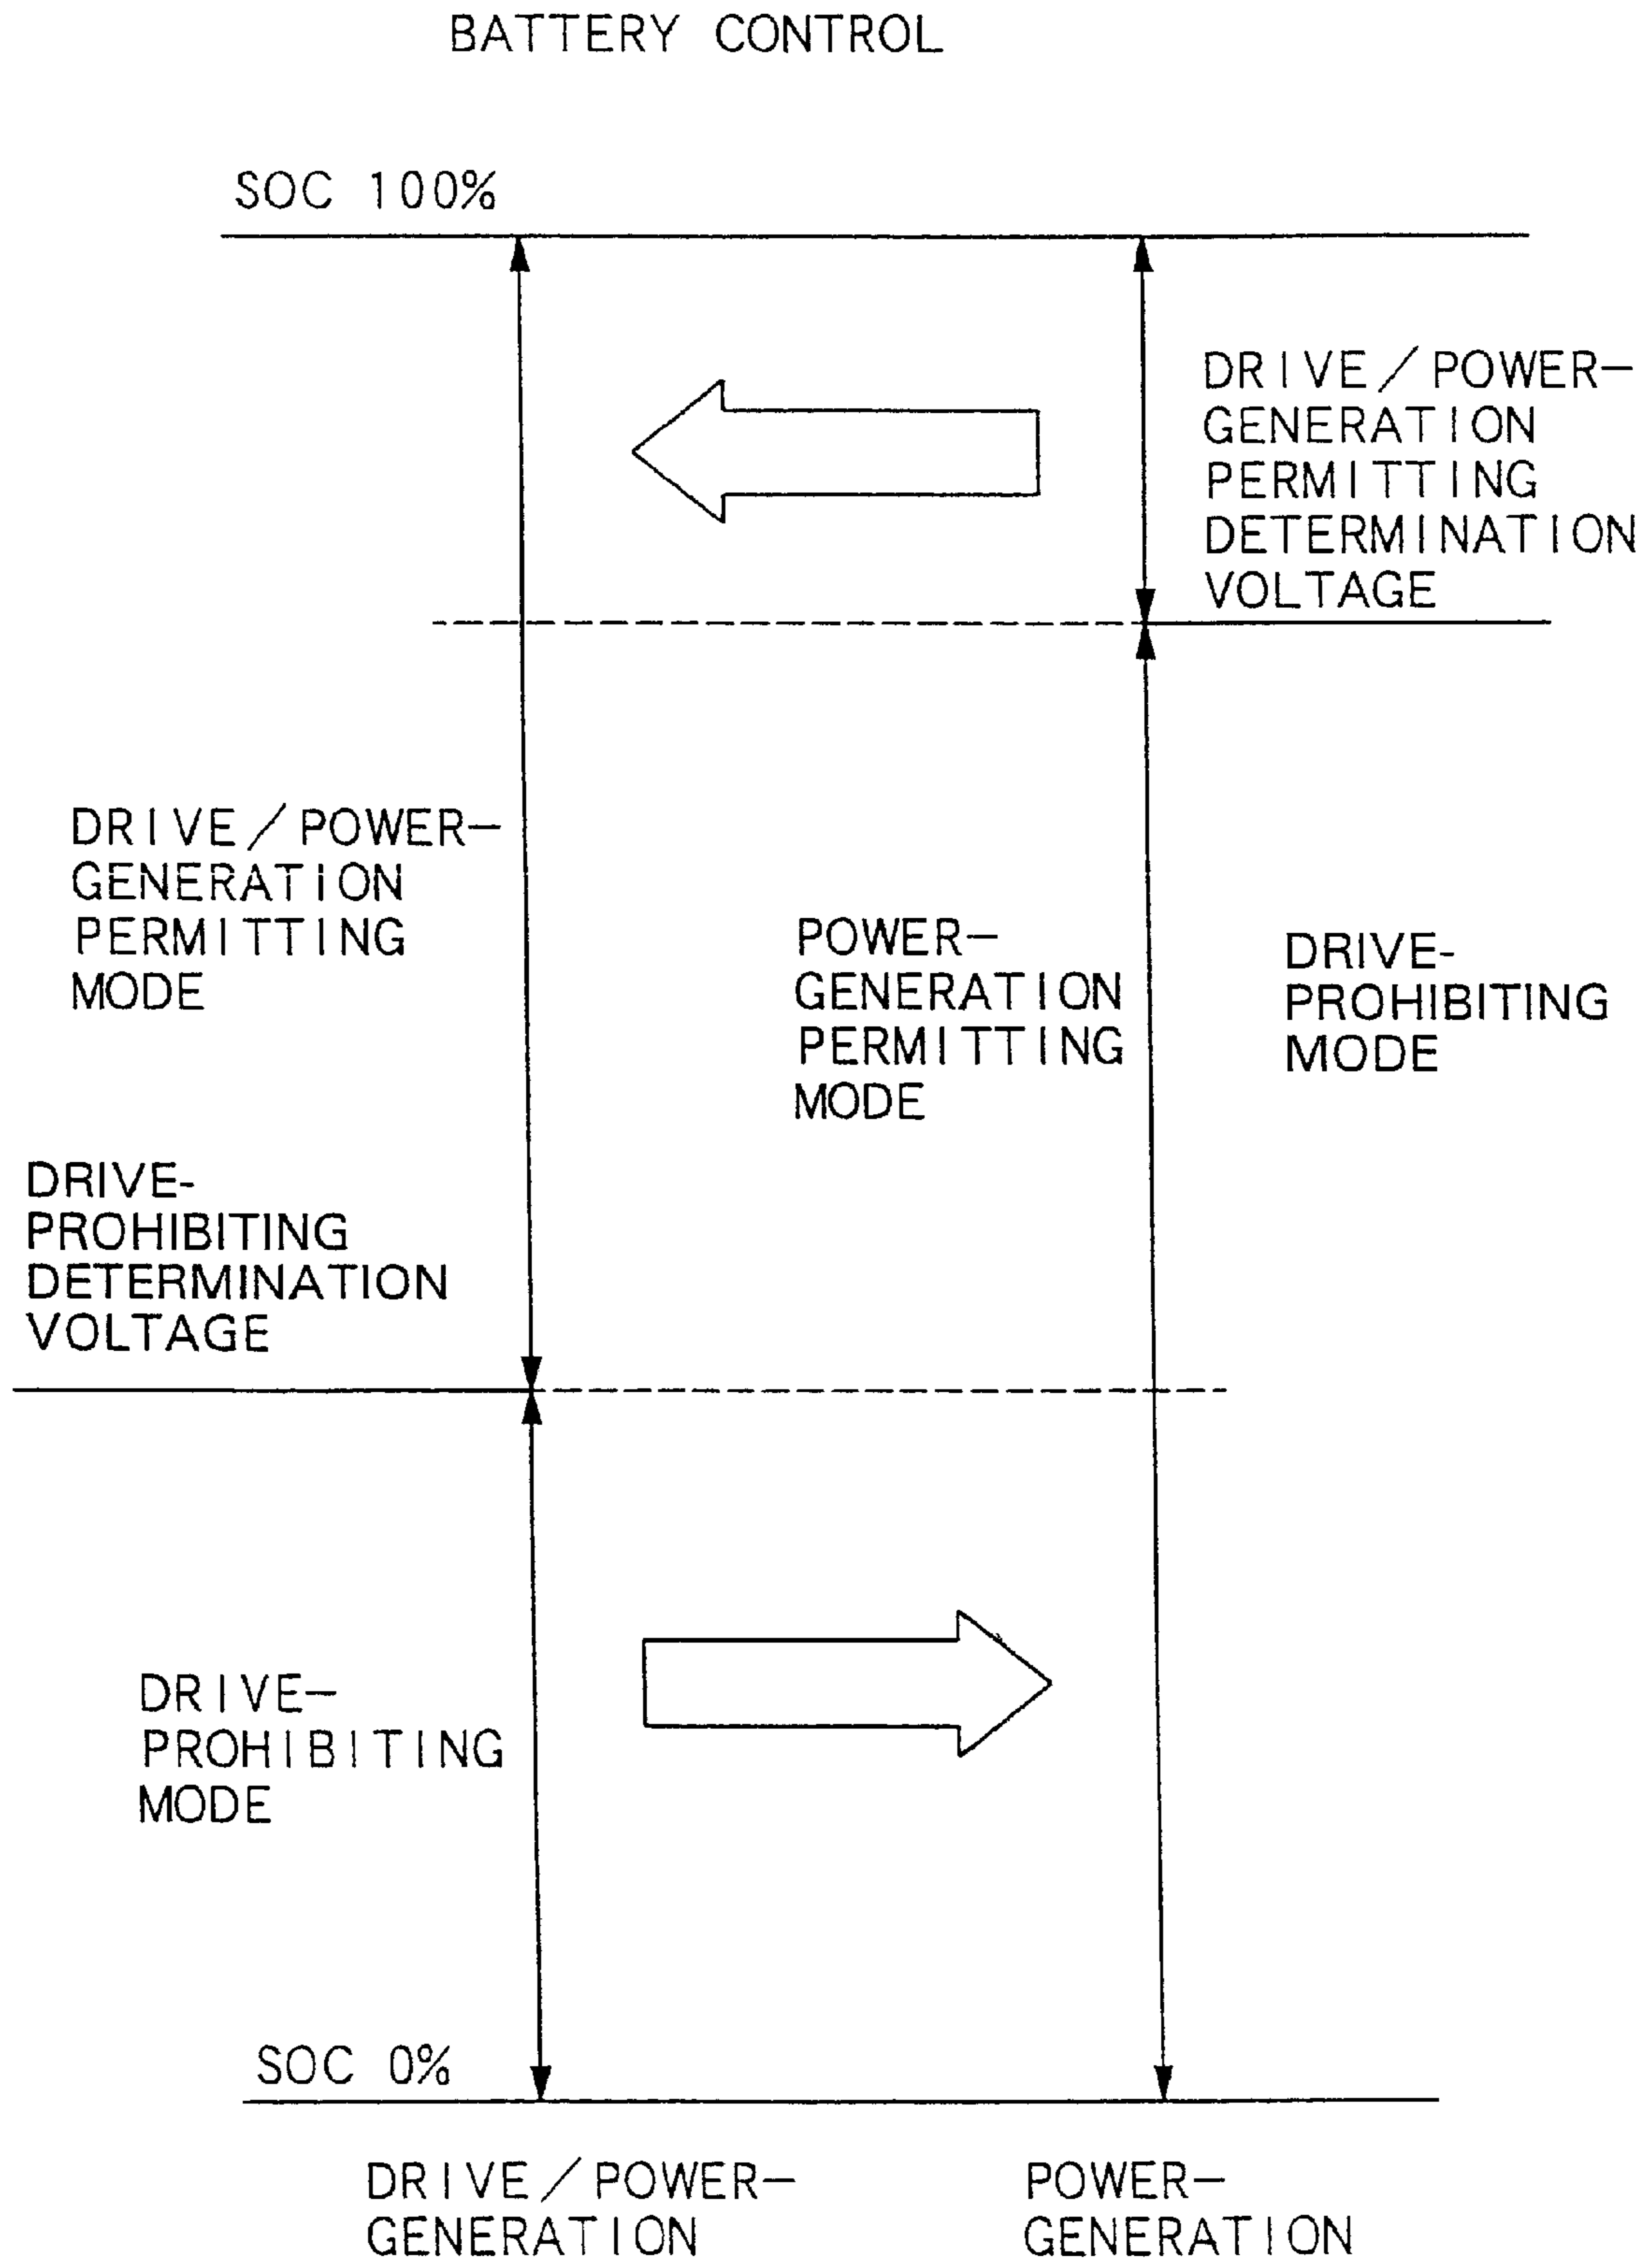 BATTERY CONTROL
SOC 100%
DRIVE/POWER-
GENERATION
PERMITTING
DETERMINATION
VOLTAGE
DRIVE/POWER-
GENERATION
PERMITTING
MODE
POWER-
GENERATION
PERMITTING
MODE
DRIVE-
PROHIBITING
MODE
DRIVE-
PROHIBITING
DETERMINATION
VOLTAGE
DRIVE-
PROHIBITING
MODE
SOC 0%
DRIVE/POWER-
GENERATION
POWER-
GENERATION